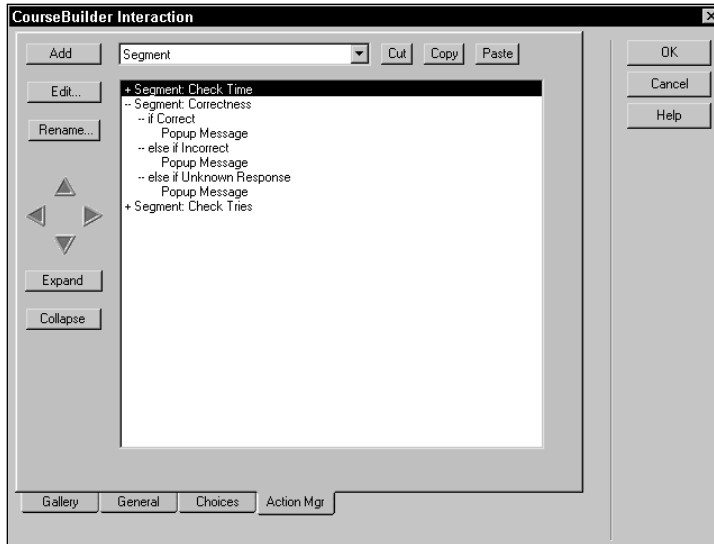 CourseBuilder Interaction
Add
Segment
Cut
Copy
Paste
OK
Edit...
Cancel
Rename...
Help
+ Segment: Check Time
-- Segment: Correctness
-- if Correct
Popup Message
-- else if Incorrect
Popup Message
-- else if Unknown Response
Popup Message
+ Segment: Check Tries
Expand
Collapse
Gallery
General
Choices
Action Mgr